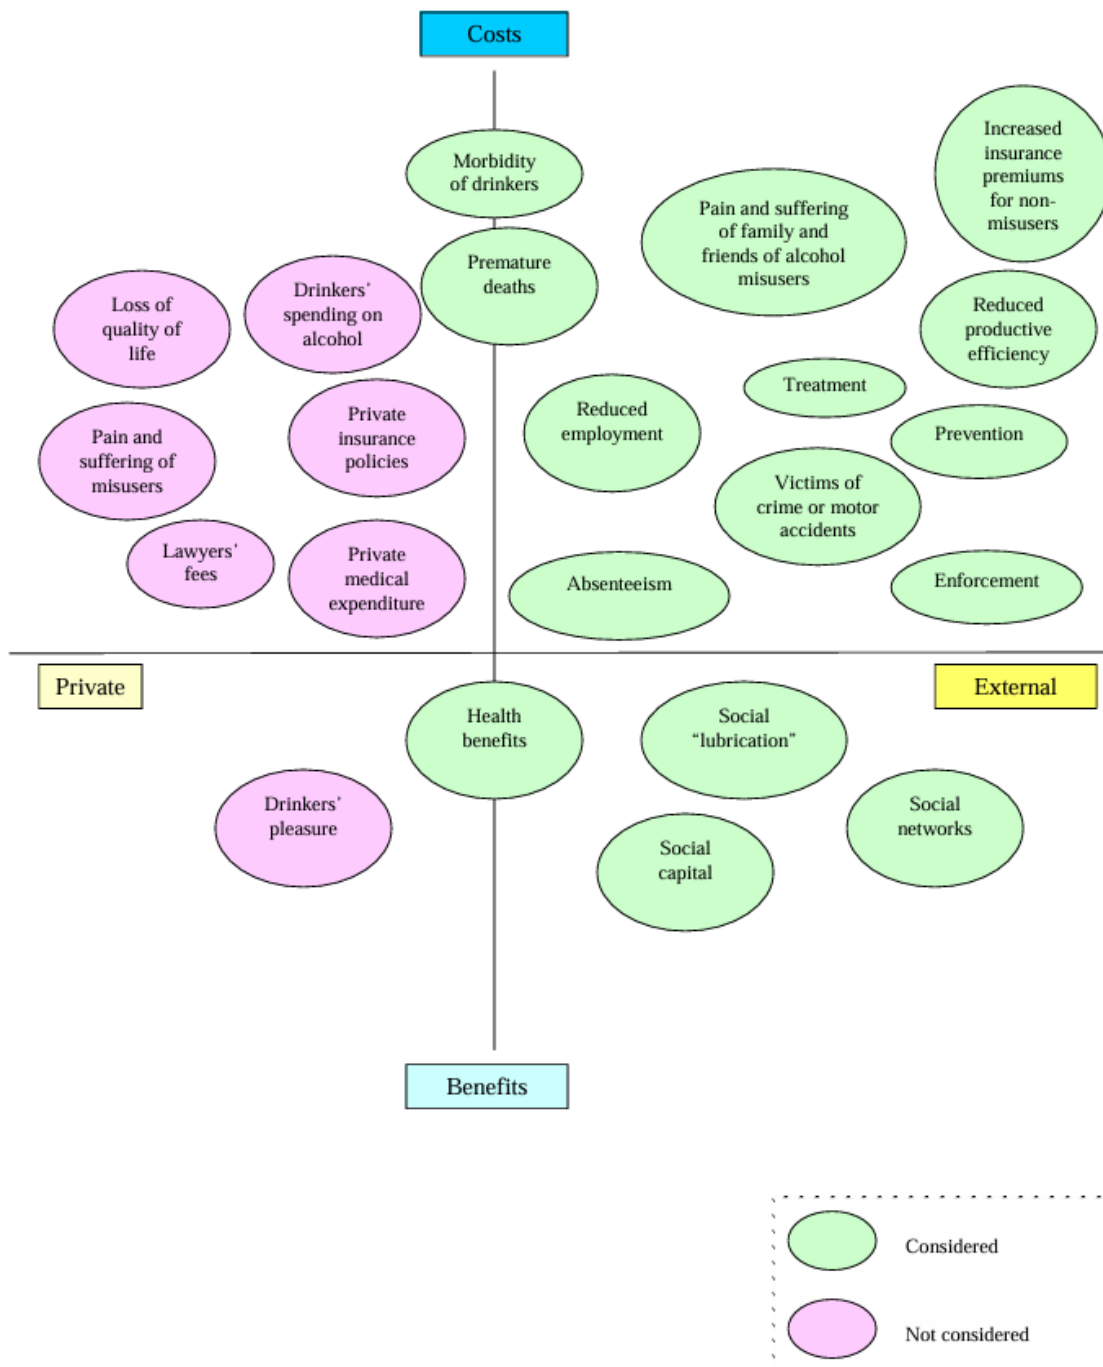 Costs
Morbidity
of drinkers
Increased
insurance
premiums
for non-
misusers
Pain and suffering
of family and
friends of alcohol
misusers
Premature
deaths
Drinkers’
spending on
alcohol
Loss of
quality of
life
Reduced
productive
efficiency
Treatment
Reduced
employment
Private
insurance
policies
Pain and
suffering of
misusers
Prevention
Victims of
crime or motor
accidents
Lawyers’
fees
Private
medical
expenditure
Absenteeism
Enforcement
Private
External
Health
benefits
Social
“lubrication”
Drinkers’
pleasure
Social
networks
Social
capital
Benefits
Considered
Not considered